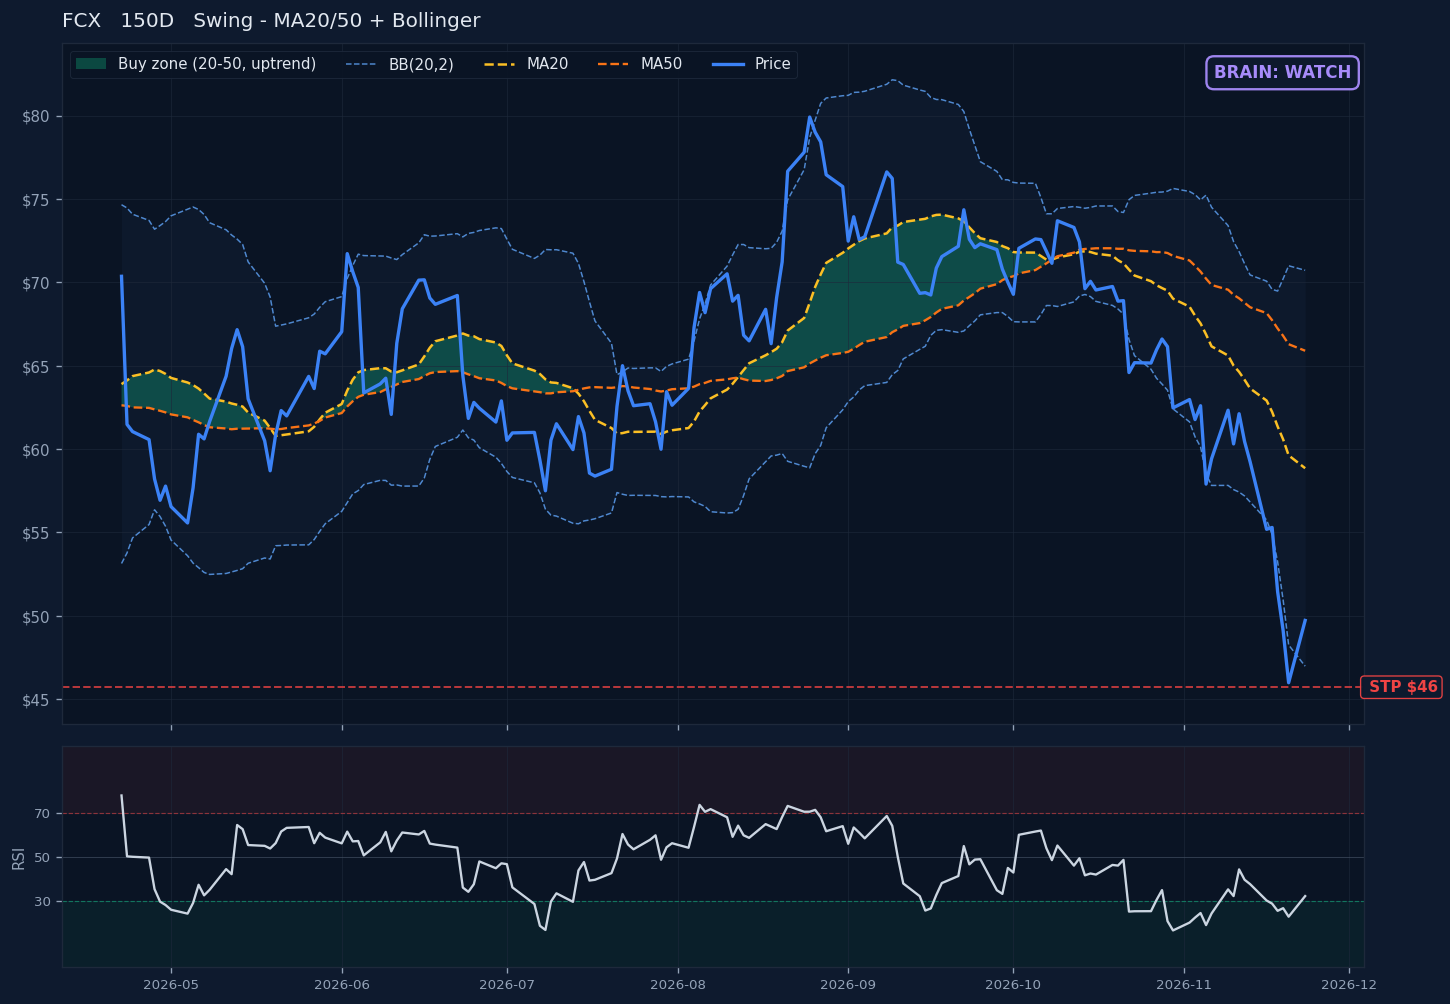 FCX 150D Swing - MA20/50 + Bollinger
Buy zone (20-50, uptrend) BB(20,2) MA20 MA50 Price
BRAIN: WATCH
$80
$75
$70
$65
$60
$55
$50
$45
STP $46
70
50
30
RSI
2026-05 2026-06 2026-07 2026-08 2026-09 2026-10 2026-11 2026-12